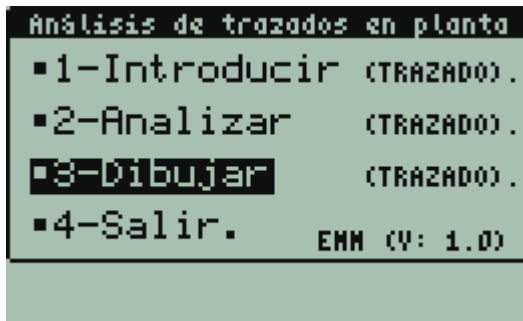 Análisis de trazados en planta
▪1-Introducir (TRAZADO).
▪2-Analizar (TRAZADO).
▪3-Dibujar (TRAZADO).
▪4-Salir. EMM (V: 1.0)